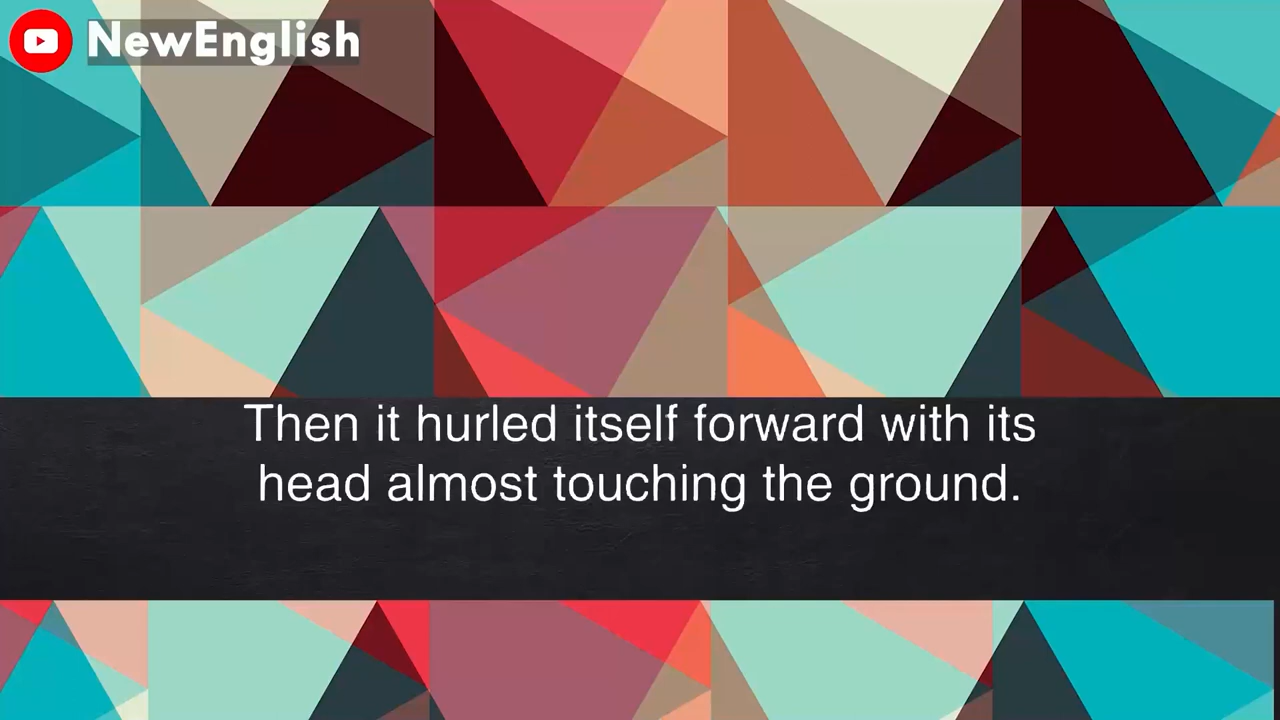 NewEnglish
Then it hurled itself forward with its
head almost touching the ground.